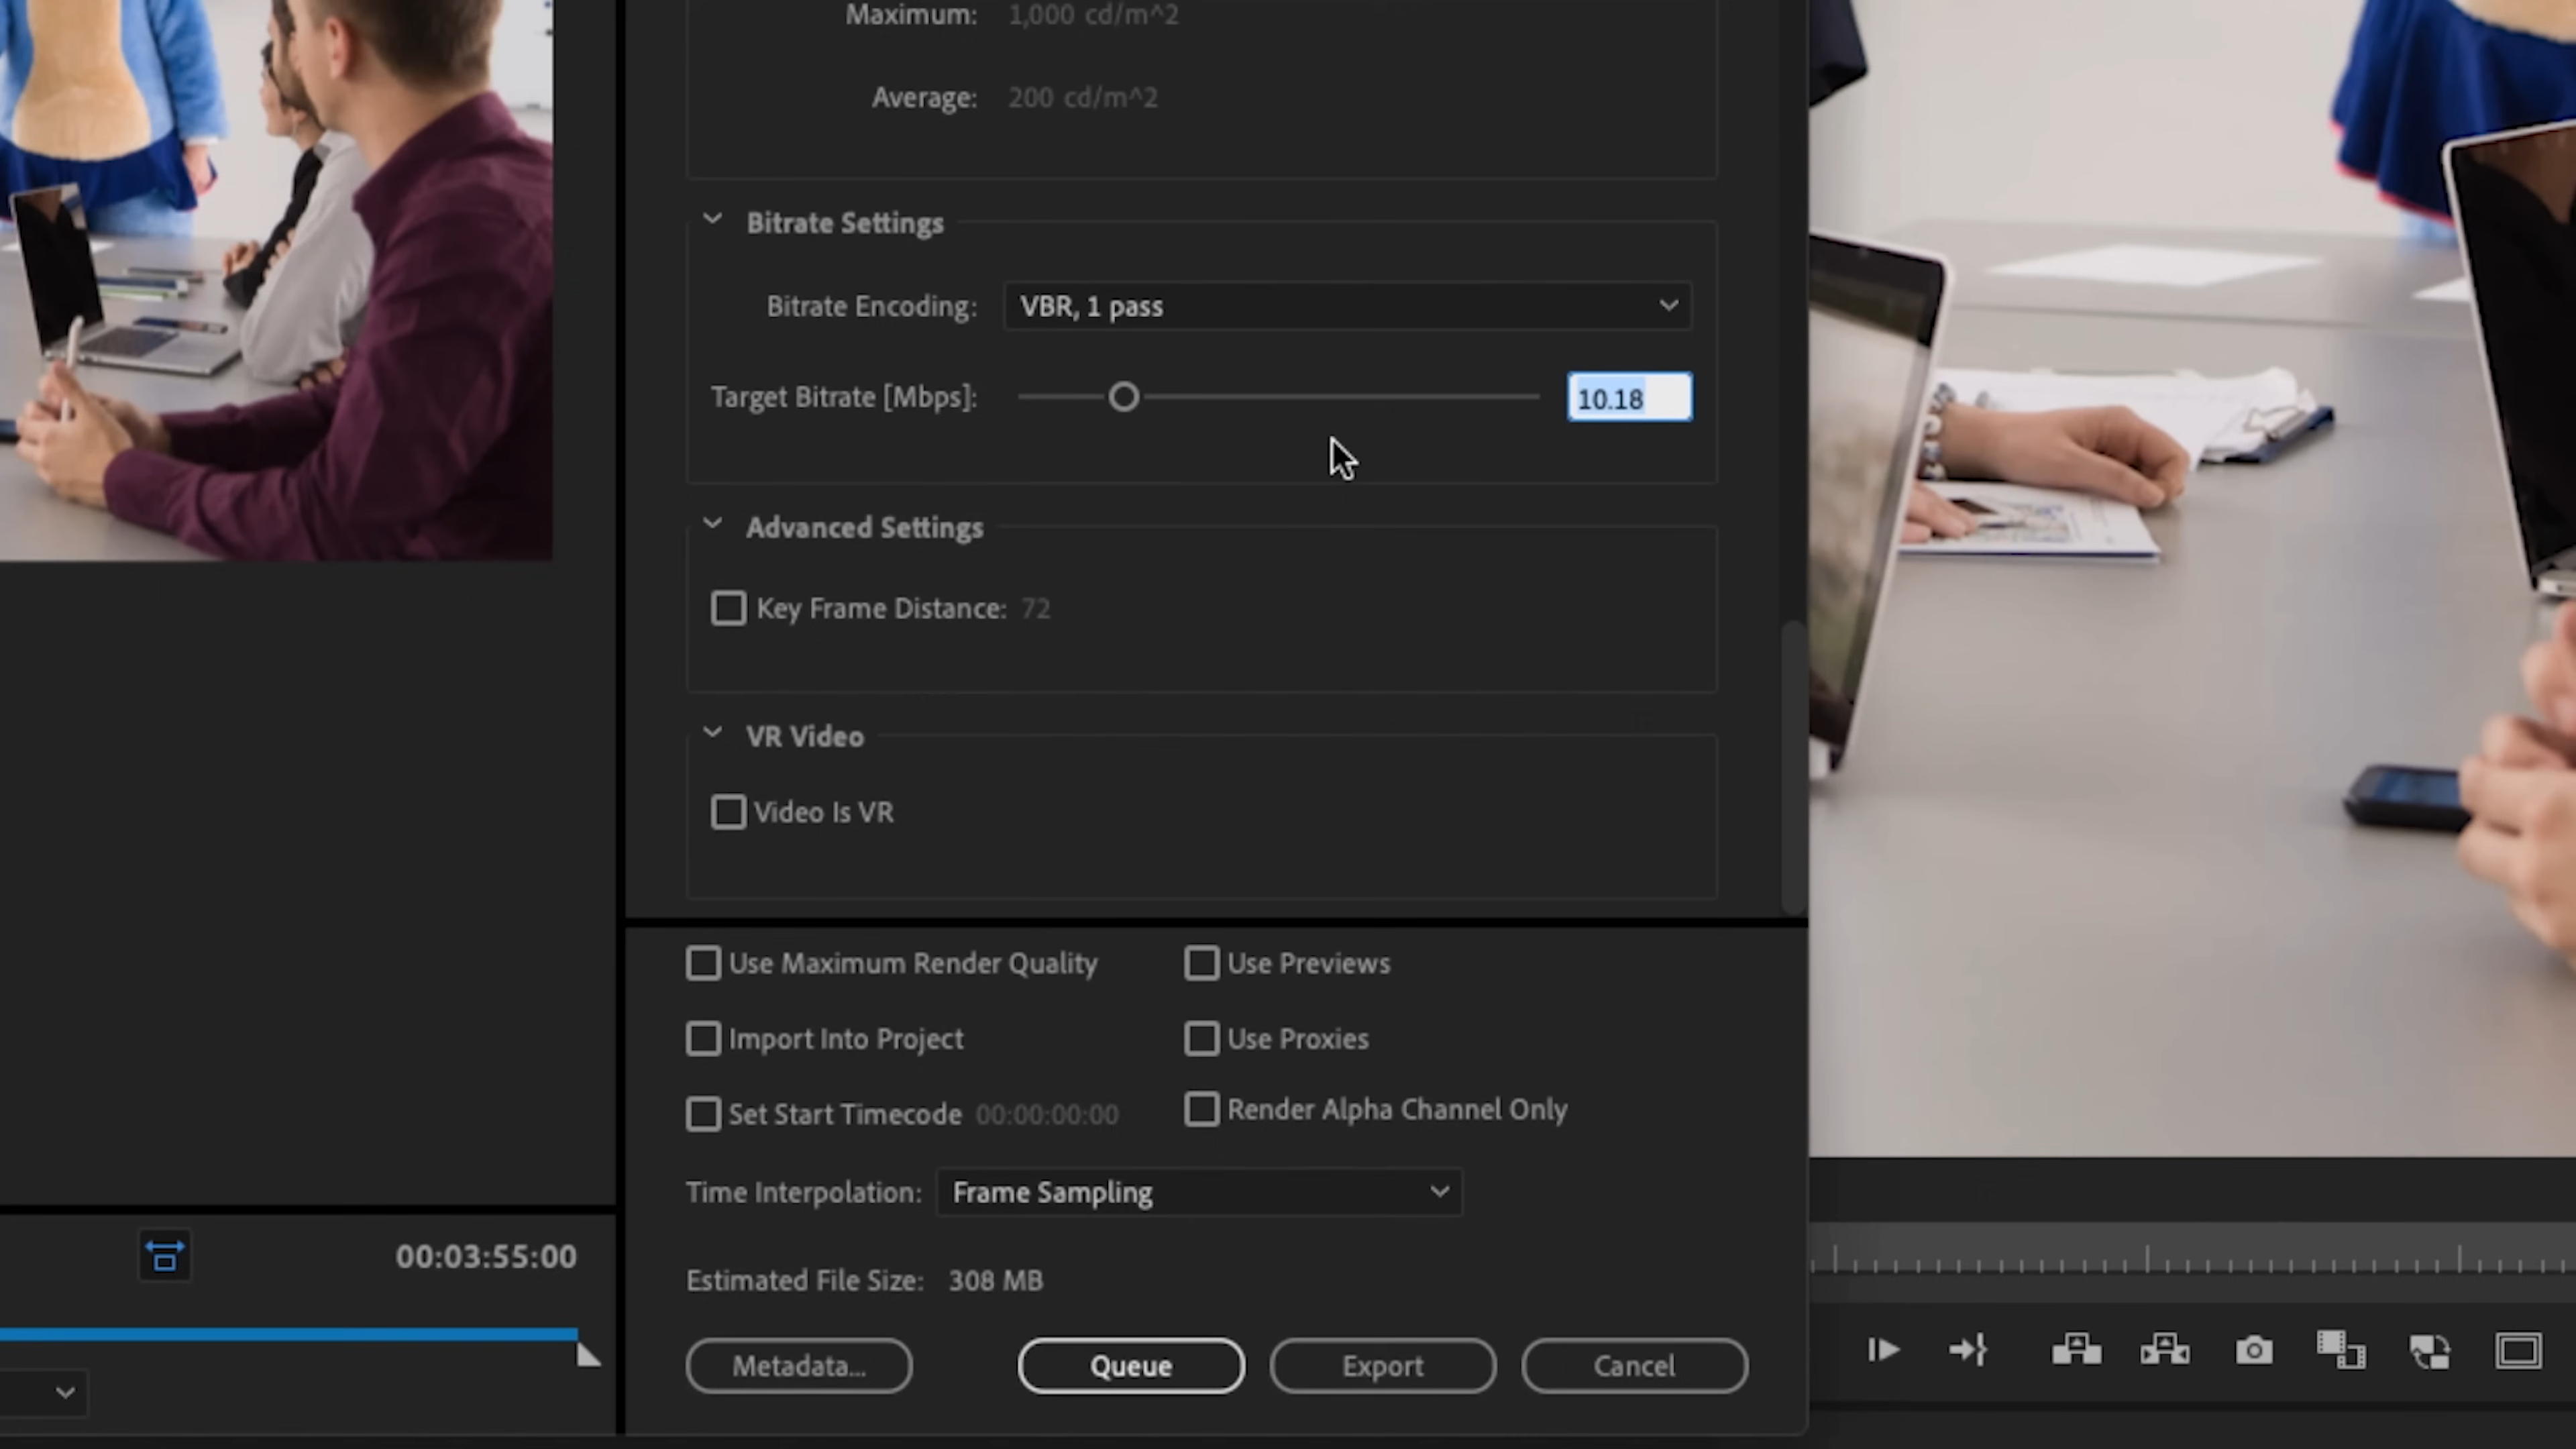 Maximum: 1,000 cd/m^2
Average: 200 cd/m^2
Bitrate Settings
Bitrate Encoding: VBR, 1 pass
Target Bitrate [Mbps]: 10.18
Advanced Settings
Key Frame Distance: 72
VR Video
Video Is VR
Use Maximum Render Quality
Use Previews
Import Into Project
Use Proxies
Set Start Timecode 00:00:00:00
Render Alpha Channel Only
Time Interpolation: Frame Sampling
00:03:55:00
Estimated File Size: 308 MB
Metadata...
Queue
Export
Cancel